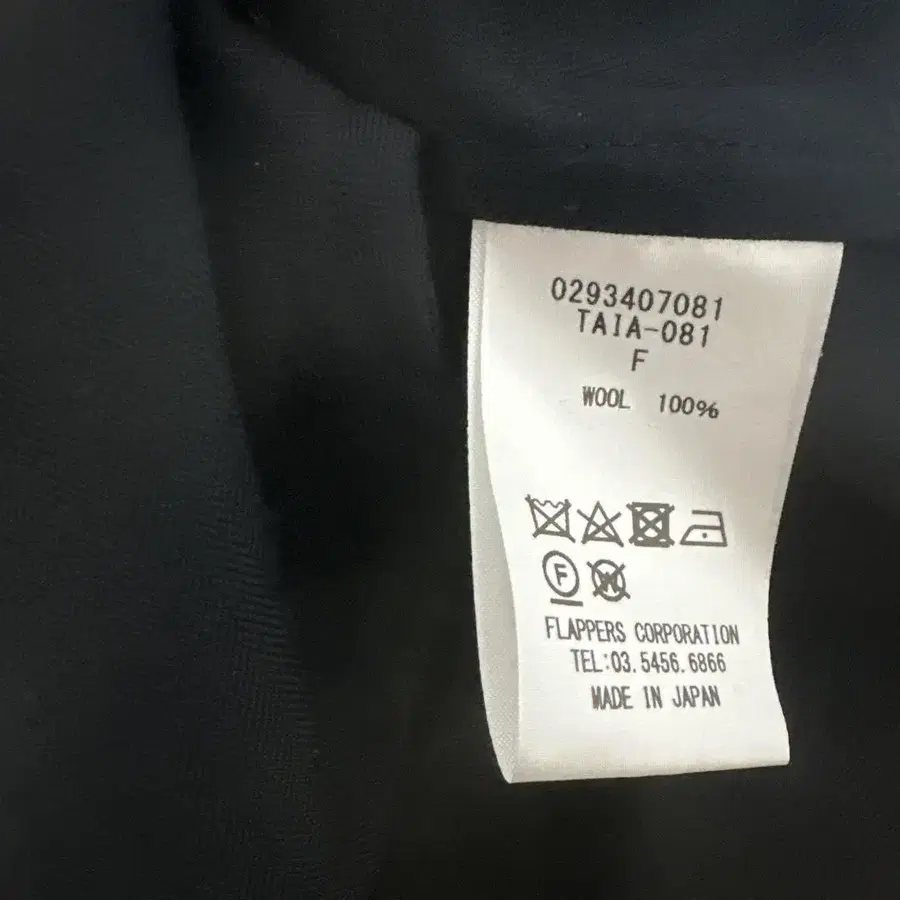 0293407081
TAIA-081
F
WOOL 100%
F W
FLAPPERS CORPORATION
TEL:03.5456.6866
MADE IN JAPAN